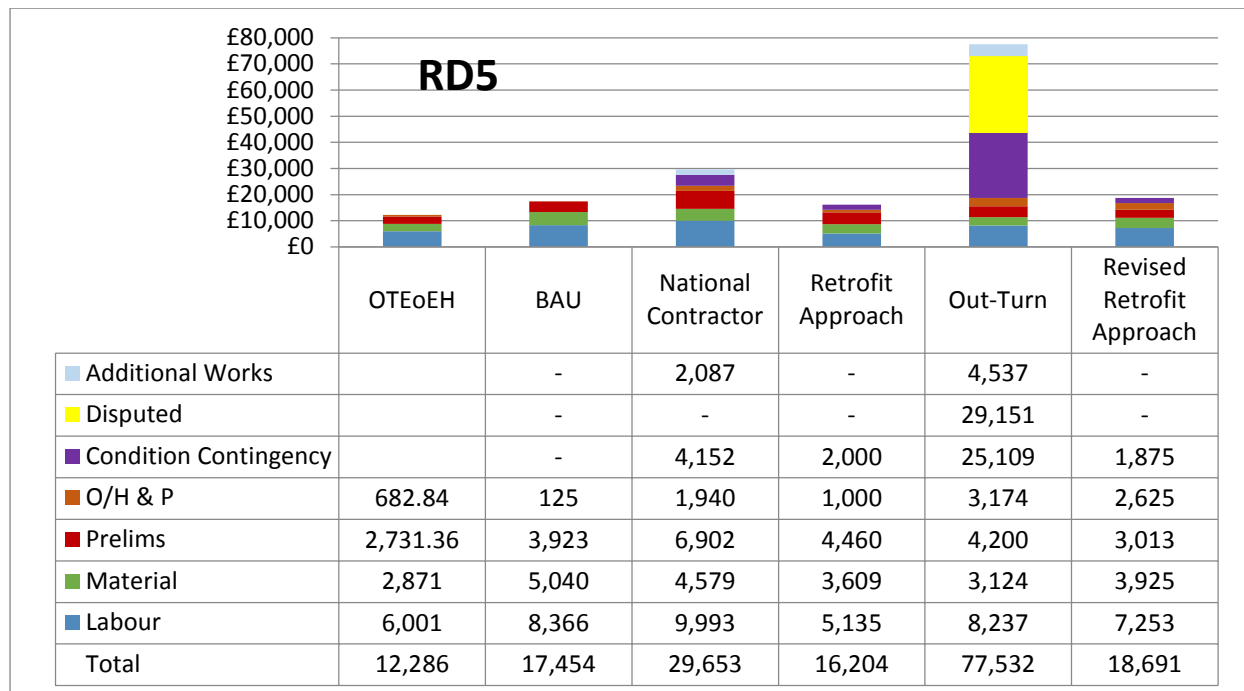 £80,000
£70,000
£60,000
£50,000
£40,000
£30,000
£20,000
£10,000
£0
RD5
OTEoEH BAU National Contractor Retrofit Approach Out-Turn Revised Retrofit Approach
Additional Works - 2,087 - 4,537 -
Disputed - - - 29,151 -
Condition Contingency - 4,152 2,000 25,109 1,875
O/H & P 682.84 125 1,940 1,000 3,174 2,625
Prelims 2,731.36 3,923 6,902 4,460 4,200 3,013
Material 2,871 5,040 4,579 3,609 3,124 3,925
Labour 6,001 8,366 9,993 5,135 8,237 7,253
Total 12,286 17,454 29,653 16,204 77,532 18,691